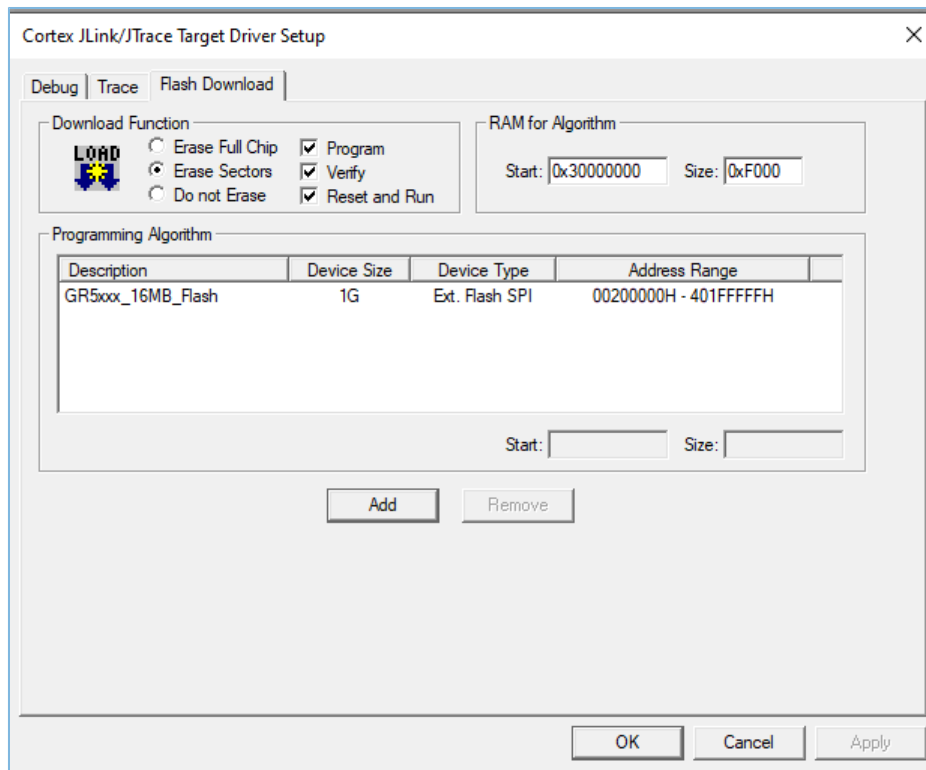 Cortex JLink/JTrace Target Driver Setup
Debug Trace Flash Download
Download Function
LOAD
Erase Full Chip
Erase Sectors
Do not Erase
Program
Verify
Reset and Run
RAM for Algorithm
Start: 0x30000000 Size: 0xF000
Programming Algorithm
Description Device Size Device Type Address Range
GR5xxx_16MB_Flash 1G Ext. Flash SPI 00200000H - 401FFFFFH
Start: Size:
Add Remove
OK Cancel Apply